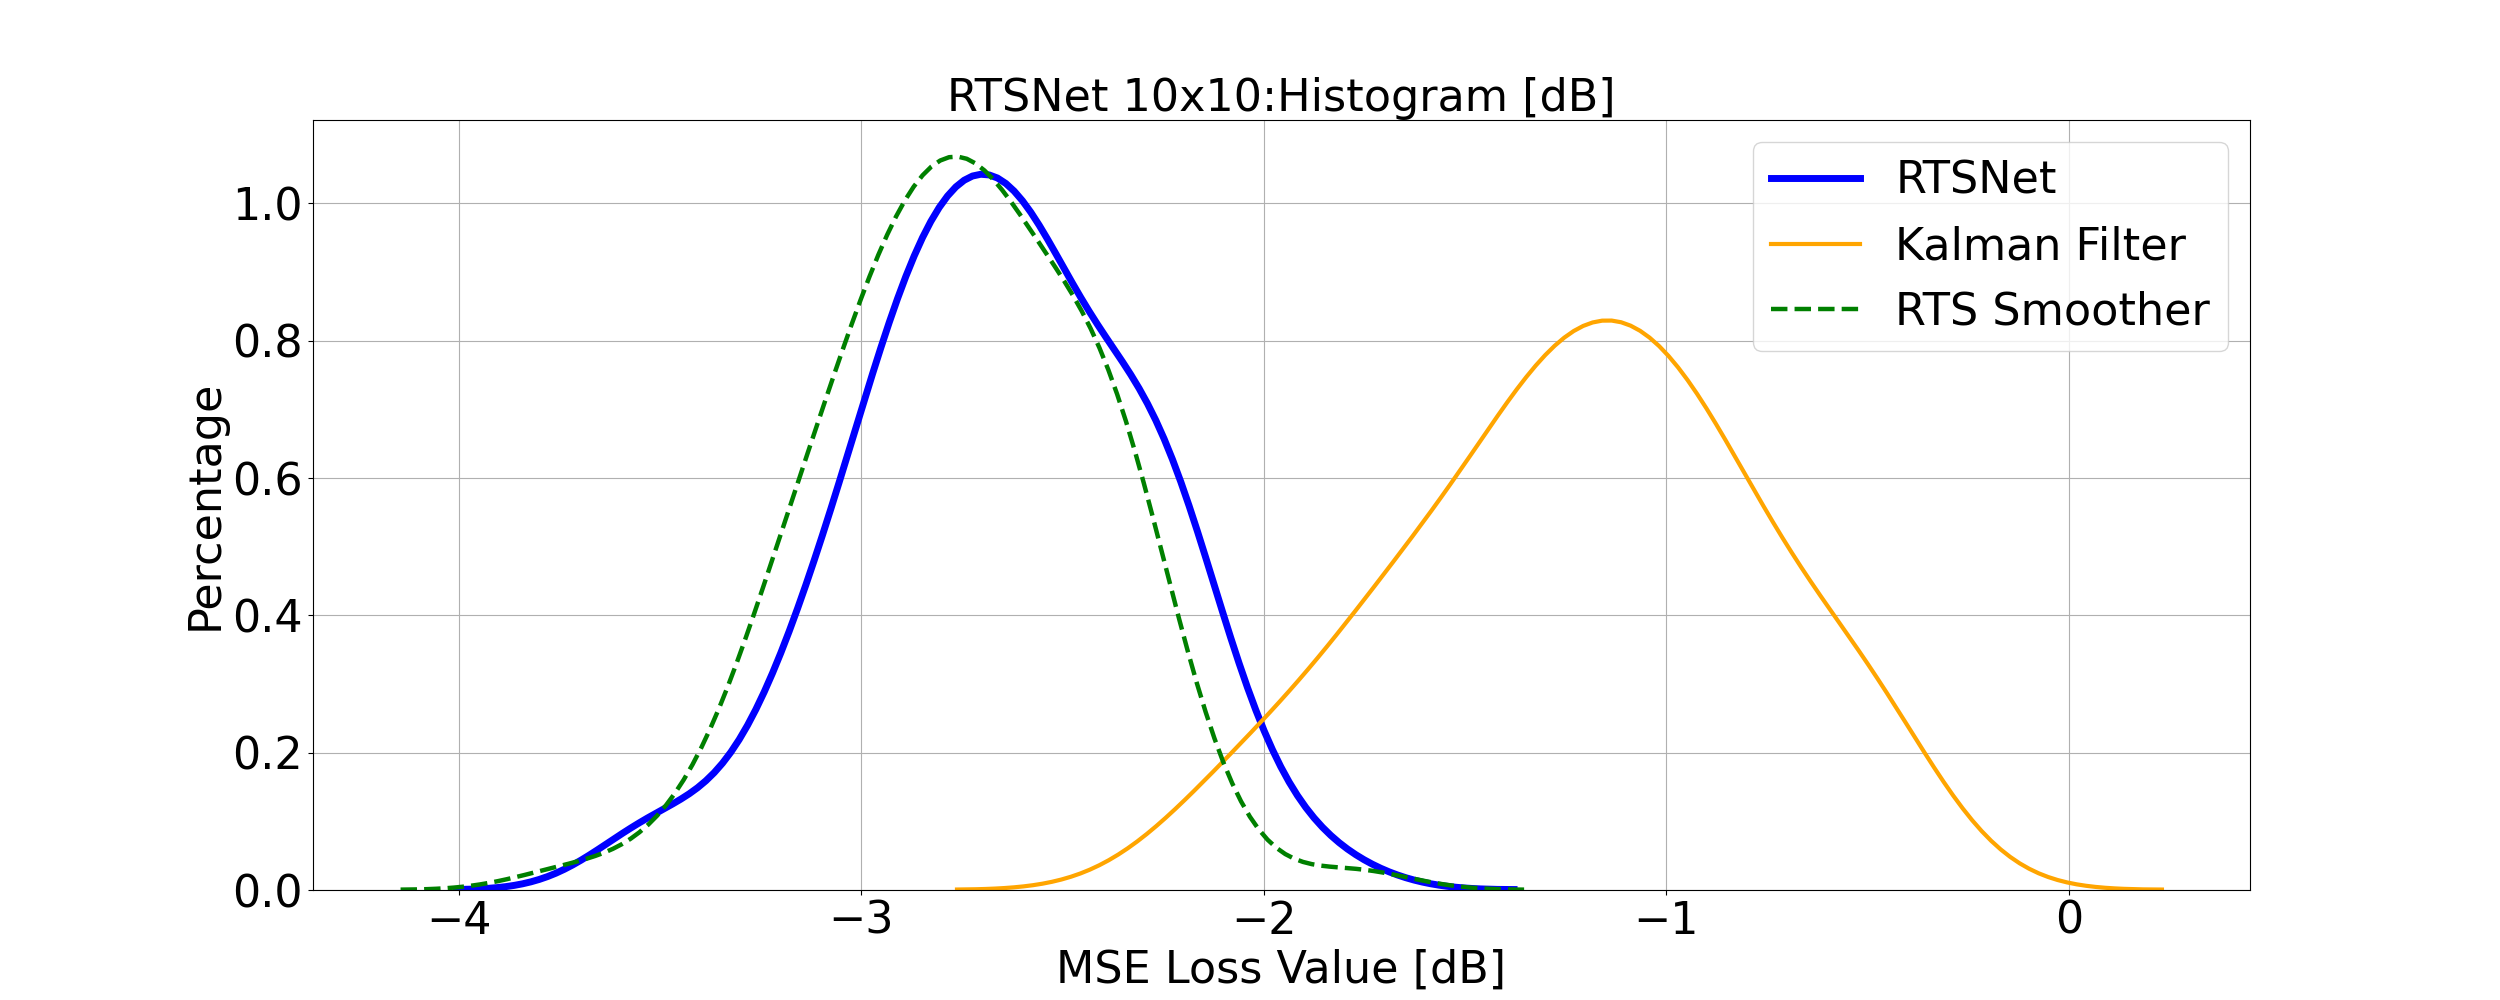 RTSNet 10x10:Histogram [dB]
RTSNet
Kalman Filter
RTS Smoother
Percentage
1.0
0.8
0.6
0.4
0.2
0.0
−4 −3 −2 −1 0
MSE Loss Value [dB]